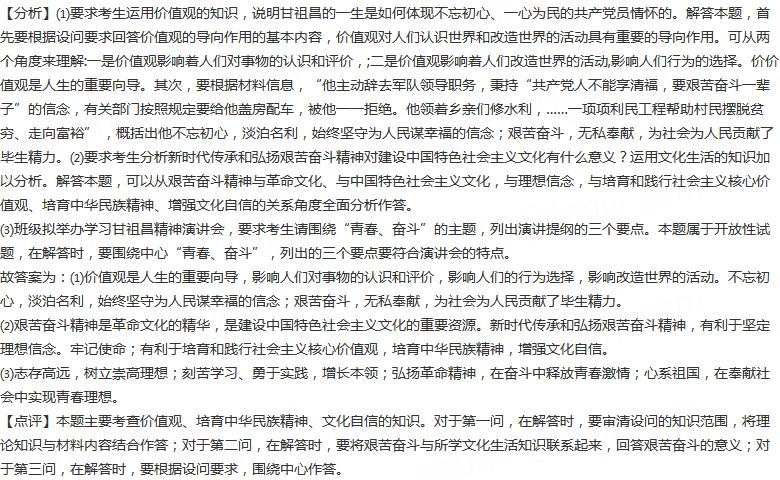 【分析】⑴要求考生运用价值观的知识，说明甘祖昌的一生是如何体现不忘初心、一心为民的共产党员情怀的。解答本题，首
先要根据设问要求回答价值观的导向作用的基本内容，价值观对人们认识世界和改造世界的活动具有重要的导向作用。可从两
个角度来理解:一是价值观影响着人们对事物的认识和评价，;二是价值观影响着人们改造世界的活动,影响人们行为的选择。价价
值观是人生的重要向导。其次，要根据材料信息，“他主动辞去军队领导职务，秉持“共产党人不能享清福，要艰苦奋斗一辈
子”的信念，有关部门按照规定要给他盖房配车，被他一一拒绝。他领着乡亲们修水利，……一项项利民工程帮助村民摆脱贫
穷、走向富裕”，概括出他不忘初心，淡泊名利，始终坚守为人民谋幸福的信念；艰苦奋斗，无私奉献，为社会为人民贡献了
毕生精力。⑵要求考生分析新时代传承和弘扬艰苦奋斗精神对建设中国特色社会主义文化有什么意义？运用文化生活的知识加
以分析。解答本题，可以从艰苦奋斗精神与革命文化、与中国特色社会主义文化，与理想信念，与培育和践行社会主义核心价
值观、培育中华民族精神、增强文化自信的关系角度全面分析作答。
⑶班级拟举办学习甘祖昌精神演讲会，要求考生请围绕“青春、奋斗”的主题，列出演讲提纲的三个要点。本题属于开放性试
题，在解答时，要围绕中心“青春、奋斗”，列出的三个要点要符合演讲会的特点。
故答案为：⑴价值观是人生的重要向导，影响人们对事物的认识和评价，影响人们的行为选择，影响改造世界的活动。不忘初
心，淡泊名利，始终坚守为人民谋幸福的信念；艰苦奋斗，无私奉献，为社会为人民贡献了毕生精力。
⑵艰苦奋斗精神是革命文化的精华，是建设中国特色社会主义文化的重要资源。新时代传承和弘扬艰苦奋斗精神，有利于坚定
理想信念。牢记使命；有利于培育和践行社会主义核心价值观，培育中华民族精神，增强文化自信。
⑶志存高远，树立崇高理想；刻苦学习、勇于实践，增长本领；弘扬革命精神，在奋斗中释放青春激情；心系祖国，在奉献社
会中实现青春理想。
【点评】本题主要考查价值观、培育中华民族精神、文化自信的知识。对于第一问，在解答时，要审清设问的知识范围，将理
论知识与材料内容结合作答；对于第二问，在解答时，要将艰苦奋斗与所学文化生活知识联系起来，回答艰苦奋斗的意义；对
于第三问，在解答时，要根据设问要求，围绕中心作答。